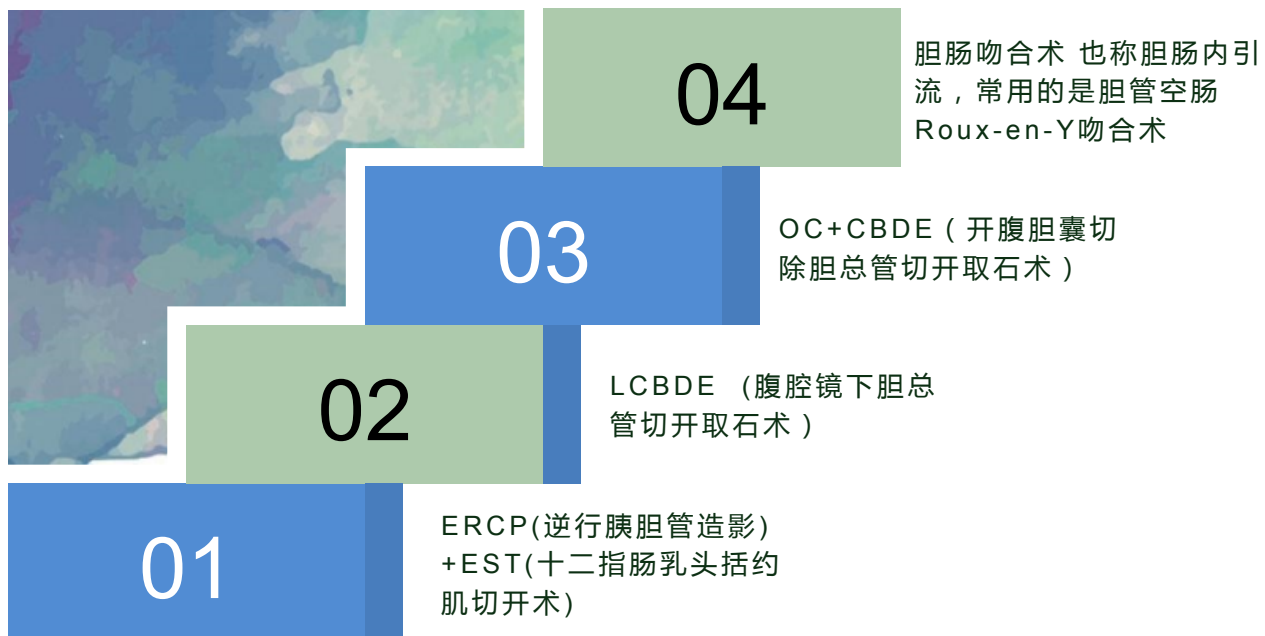 04
胆肠吻合术 也称胆肠内引
流，常用的是胆管空肠
Roux-en-Y吻合术
03
OC+CBDE（开腹胆囊切
除胆总管切开取石术）
02
LCBDE (腹腔镜下胆总
管切开取石术）
01
ERCP(逆行胰胆管造影)
+EST(十二指肠乳头括约
肌切开术)